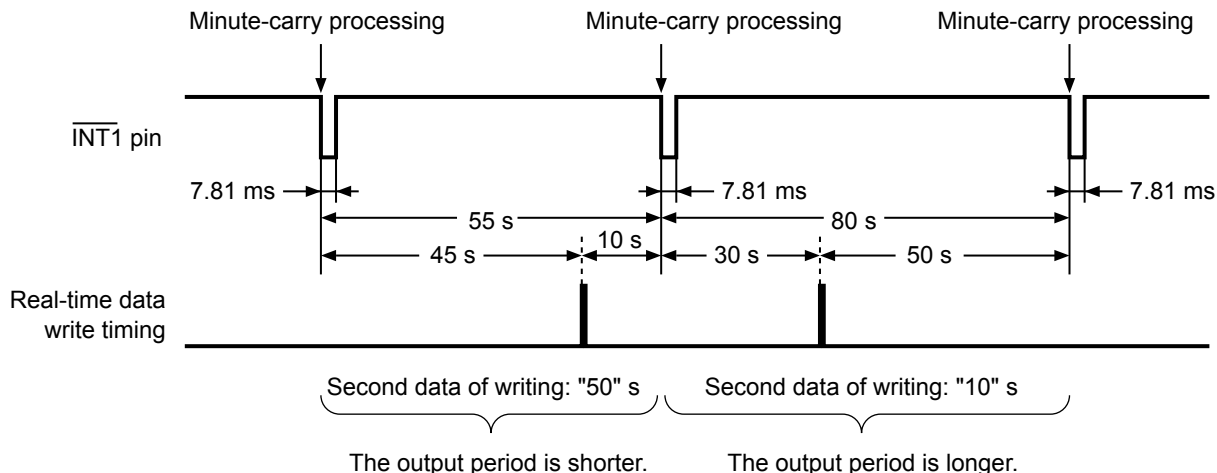 Minute-carry processing Minute-carry processing Minute-carry processing
INT1 pin
7.81 ms 7.81 ms 7.81 ms
55 s 80 s
45 s 10 s 30 s 50 s
Real-time data
write timing
Second data of writing: "50" s Second data of writing: "10" s
The output period is shorter. The output period is longer.